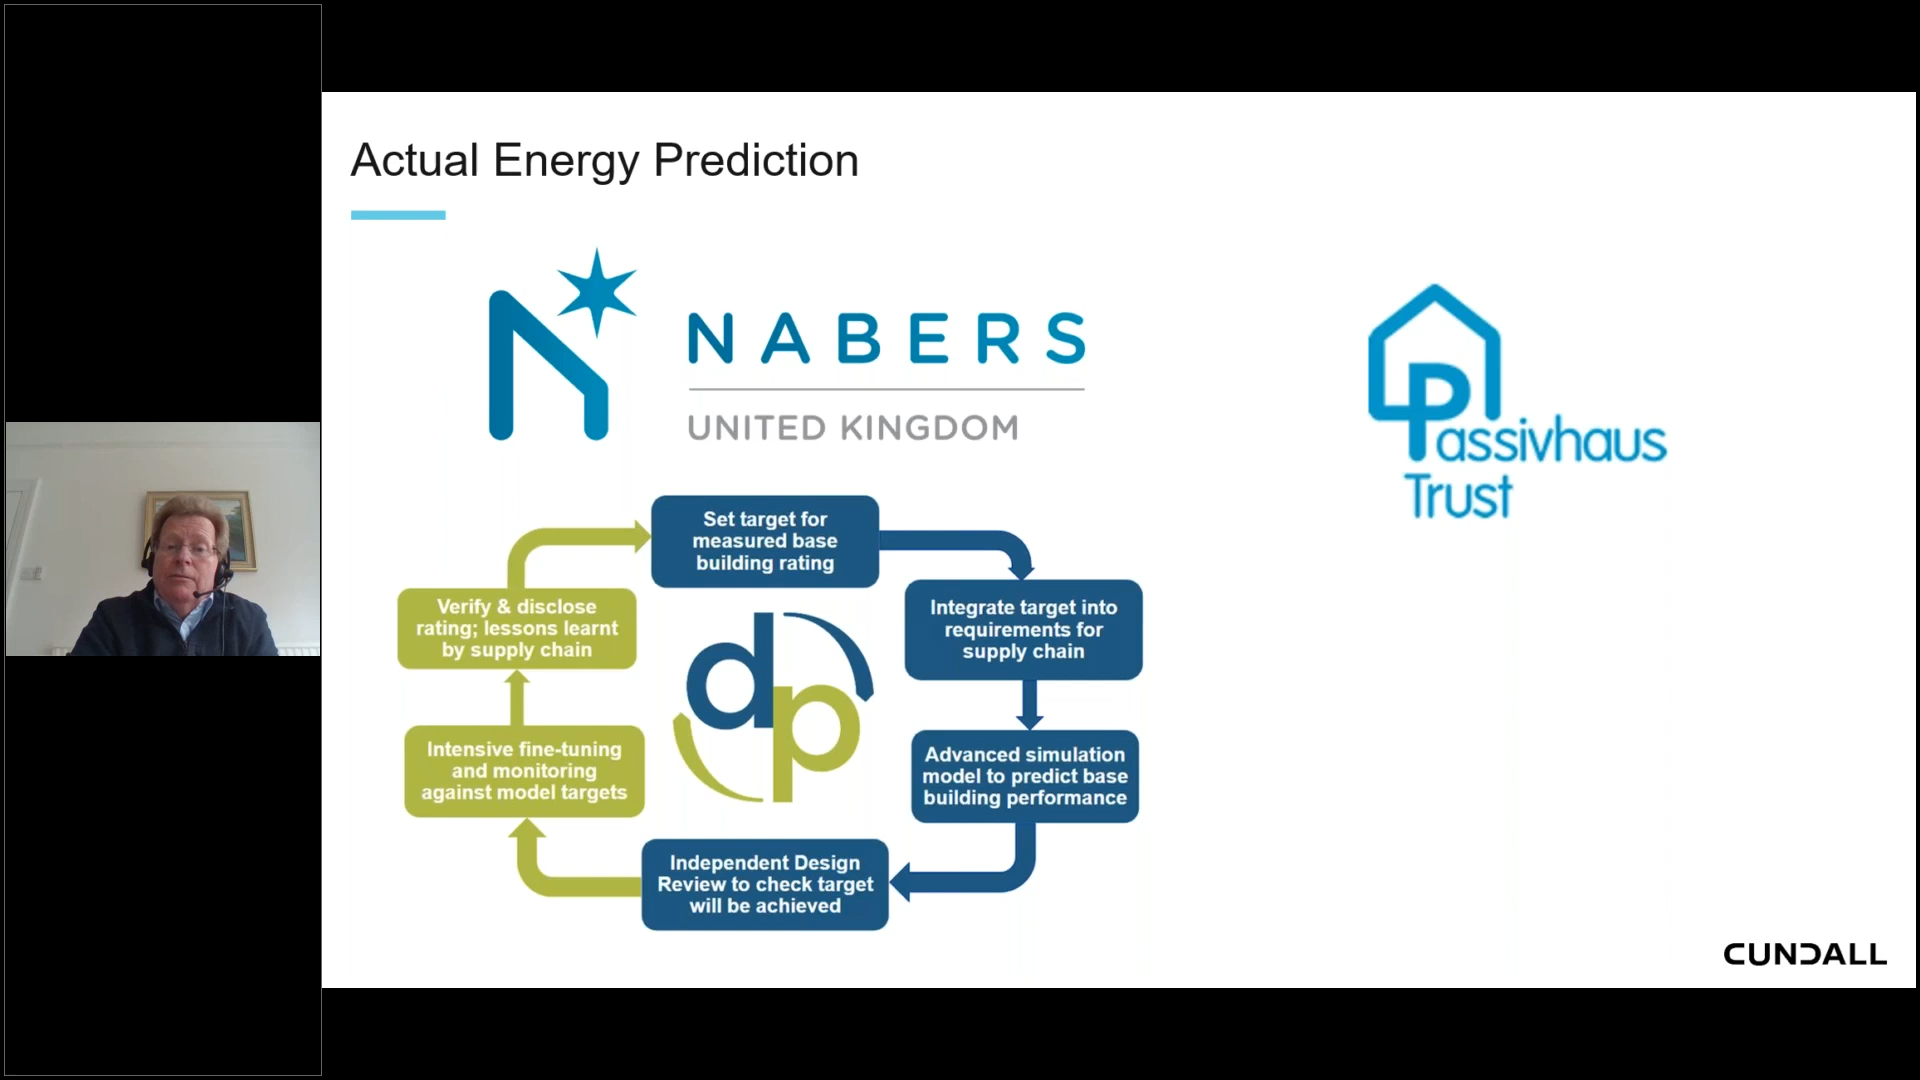 Actual Energy Prediction
NABERS
UNITED KINGDOM
Passivhaus
Trust
Set target for
measured base
building rating
Integrate target into
requirements for
supply chain
Advanced simulation
model to predict base
building performance
Independent Design
Review to check target
will be achieved
Intensive fine-tuning
and monitoring
against model targets
Verify & disclose
rating; lessons learnt
by supply chain
dp
CUNDALL